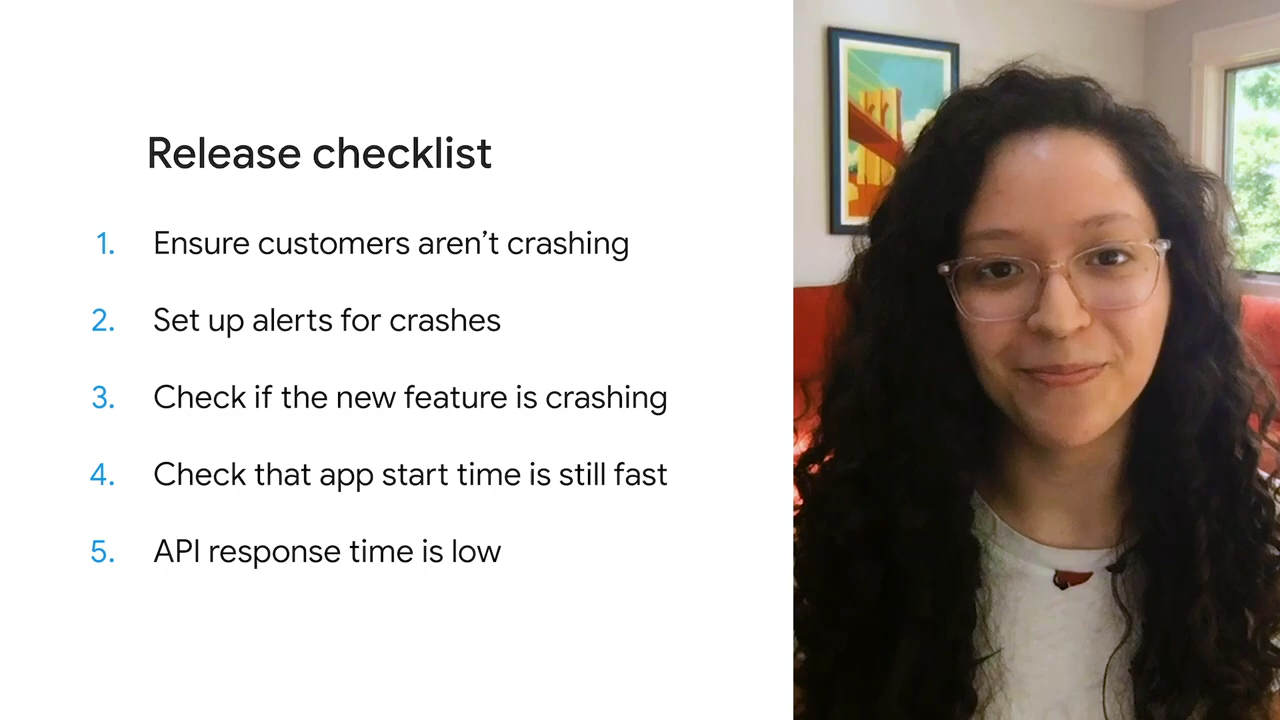 Release checklist
1. Ensure customers aren’t crashing
2. Set up alerts for crashes
3. Check if the new feature is crashing
4. Check that app start time is still fast
5. API response time is low